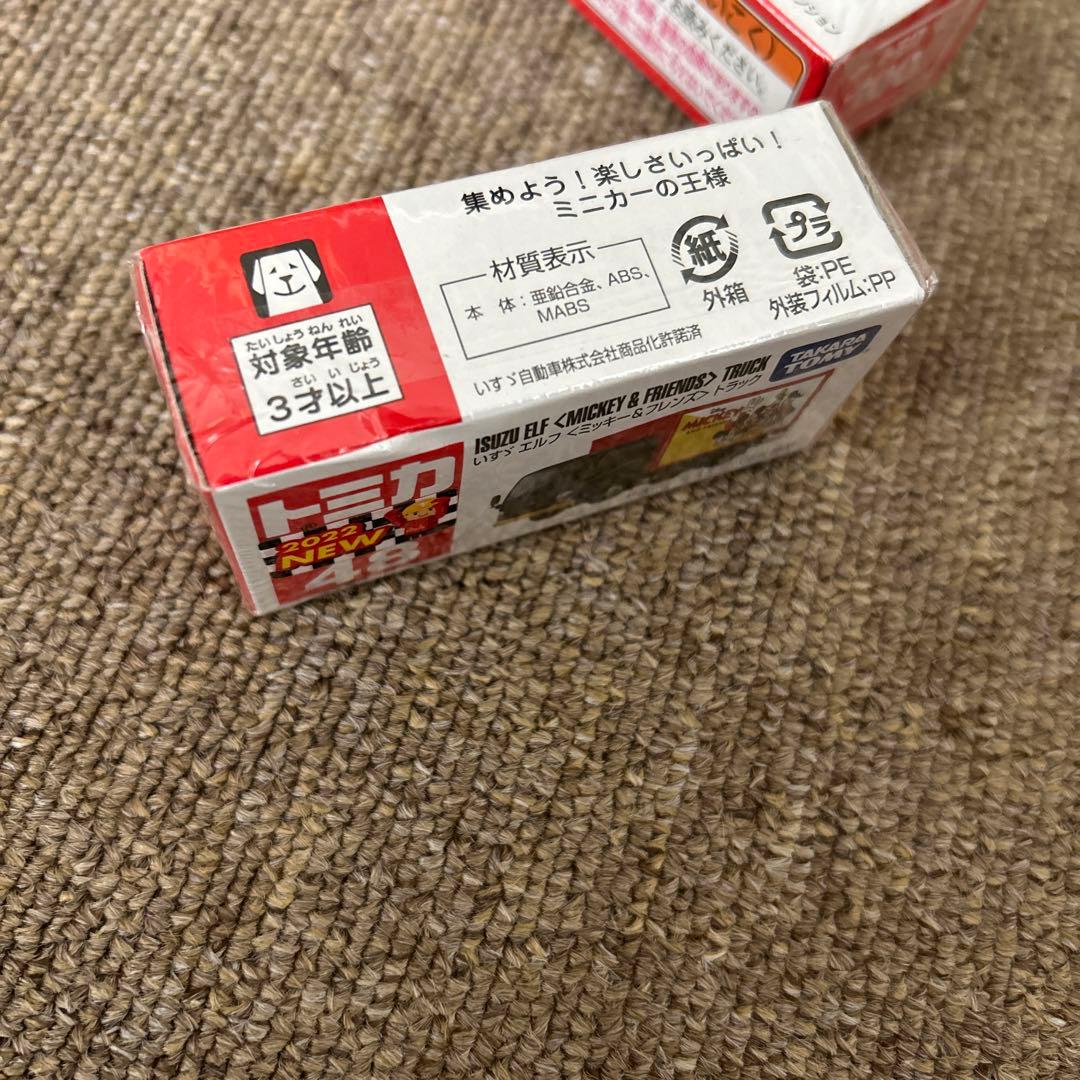 集めよう！楽しさいっぱい！
ミニカーの王様
材質表示
本 体：亜鉛合金、ABS、
MABS
紙
外箱
プラ
袋:PE
外装フィルム:PP
いすゞ自動車株式会社商品化許諾済
たいしょうねんれい
対象年齢
さいいじょう
3才以上
ISUZU ELF <MICKEY & FRIENDS> TRUCK
いすゞ エルフ <ミッキー&フレンズ> トラック
TAKARA
TOMY
トミカ
2022
NEW
48
MICKEY